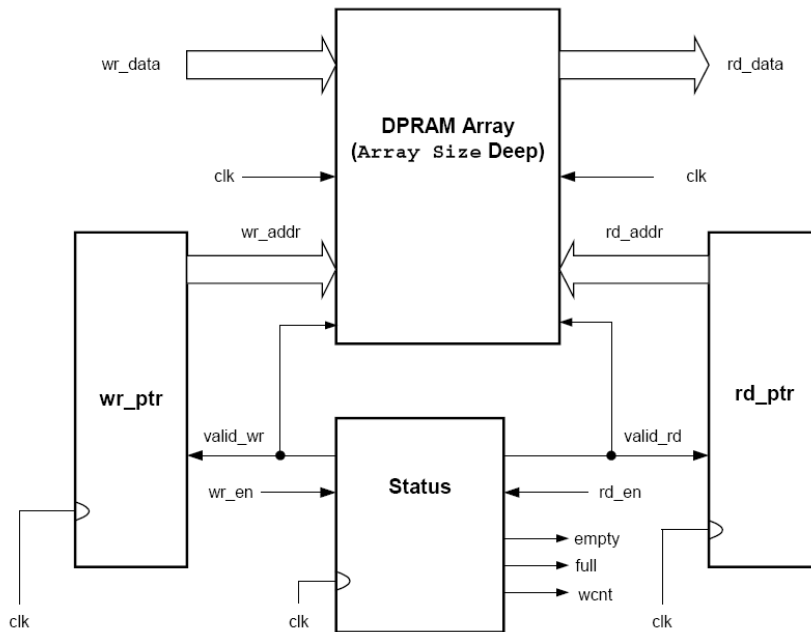 wr_data
rd_data
DPRAM Array
(Array Size Deep)
clk
clk
wr_addr
rd_addr
wr_ptr
rd_ptr
valid_wr
valid_rd
Status
wr_en
rd_en
empty
full
wcnt
clk
clk
clk